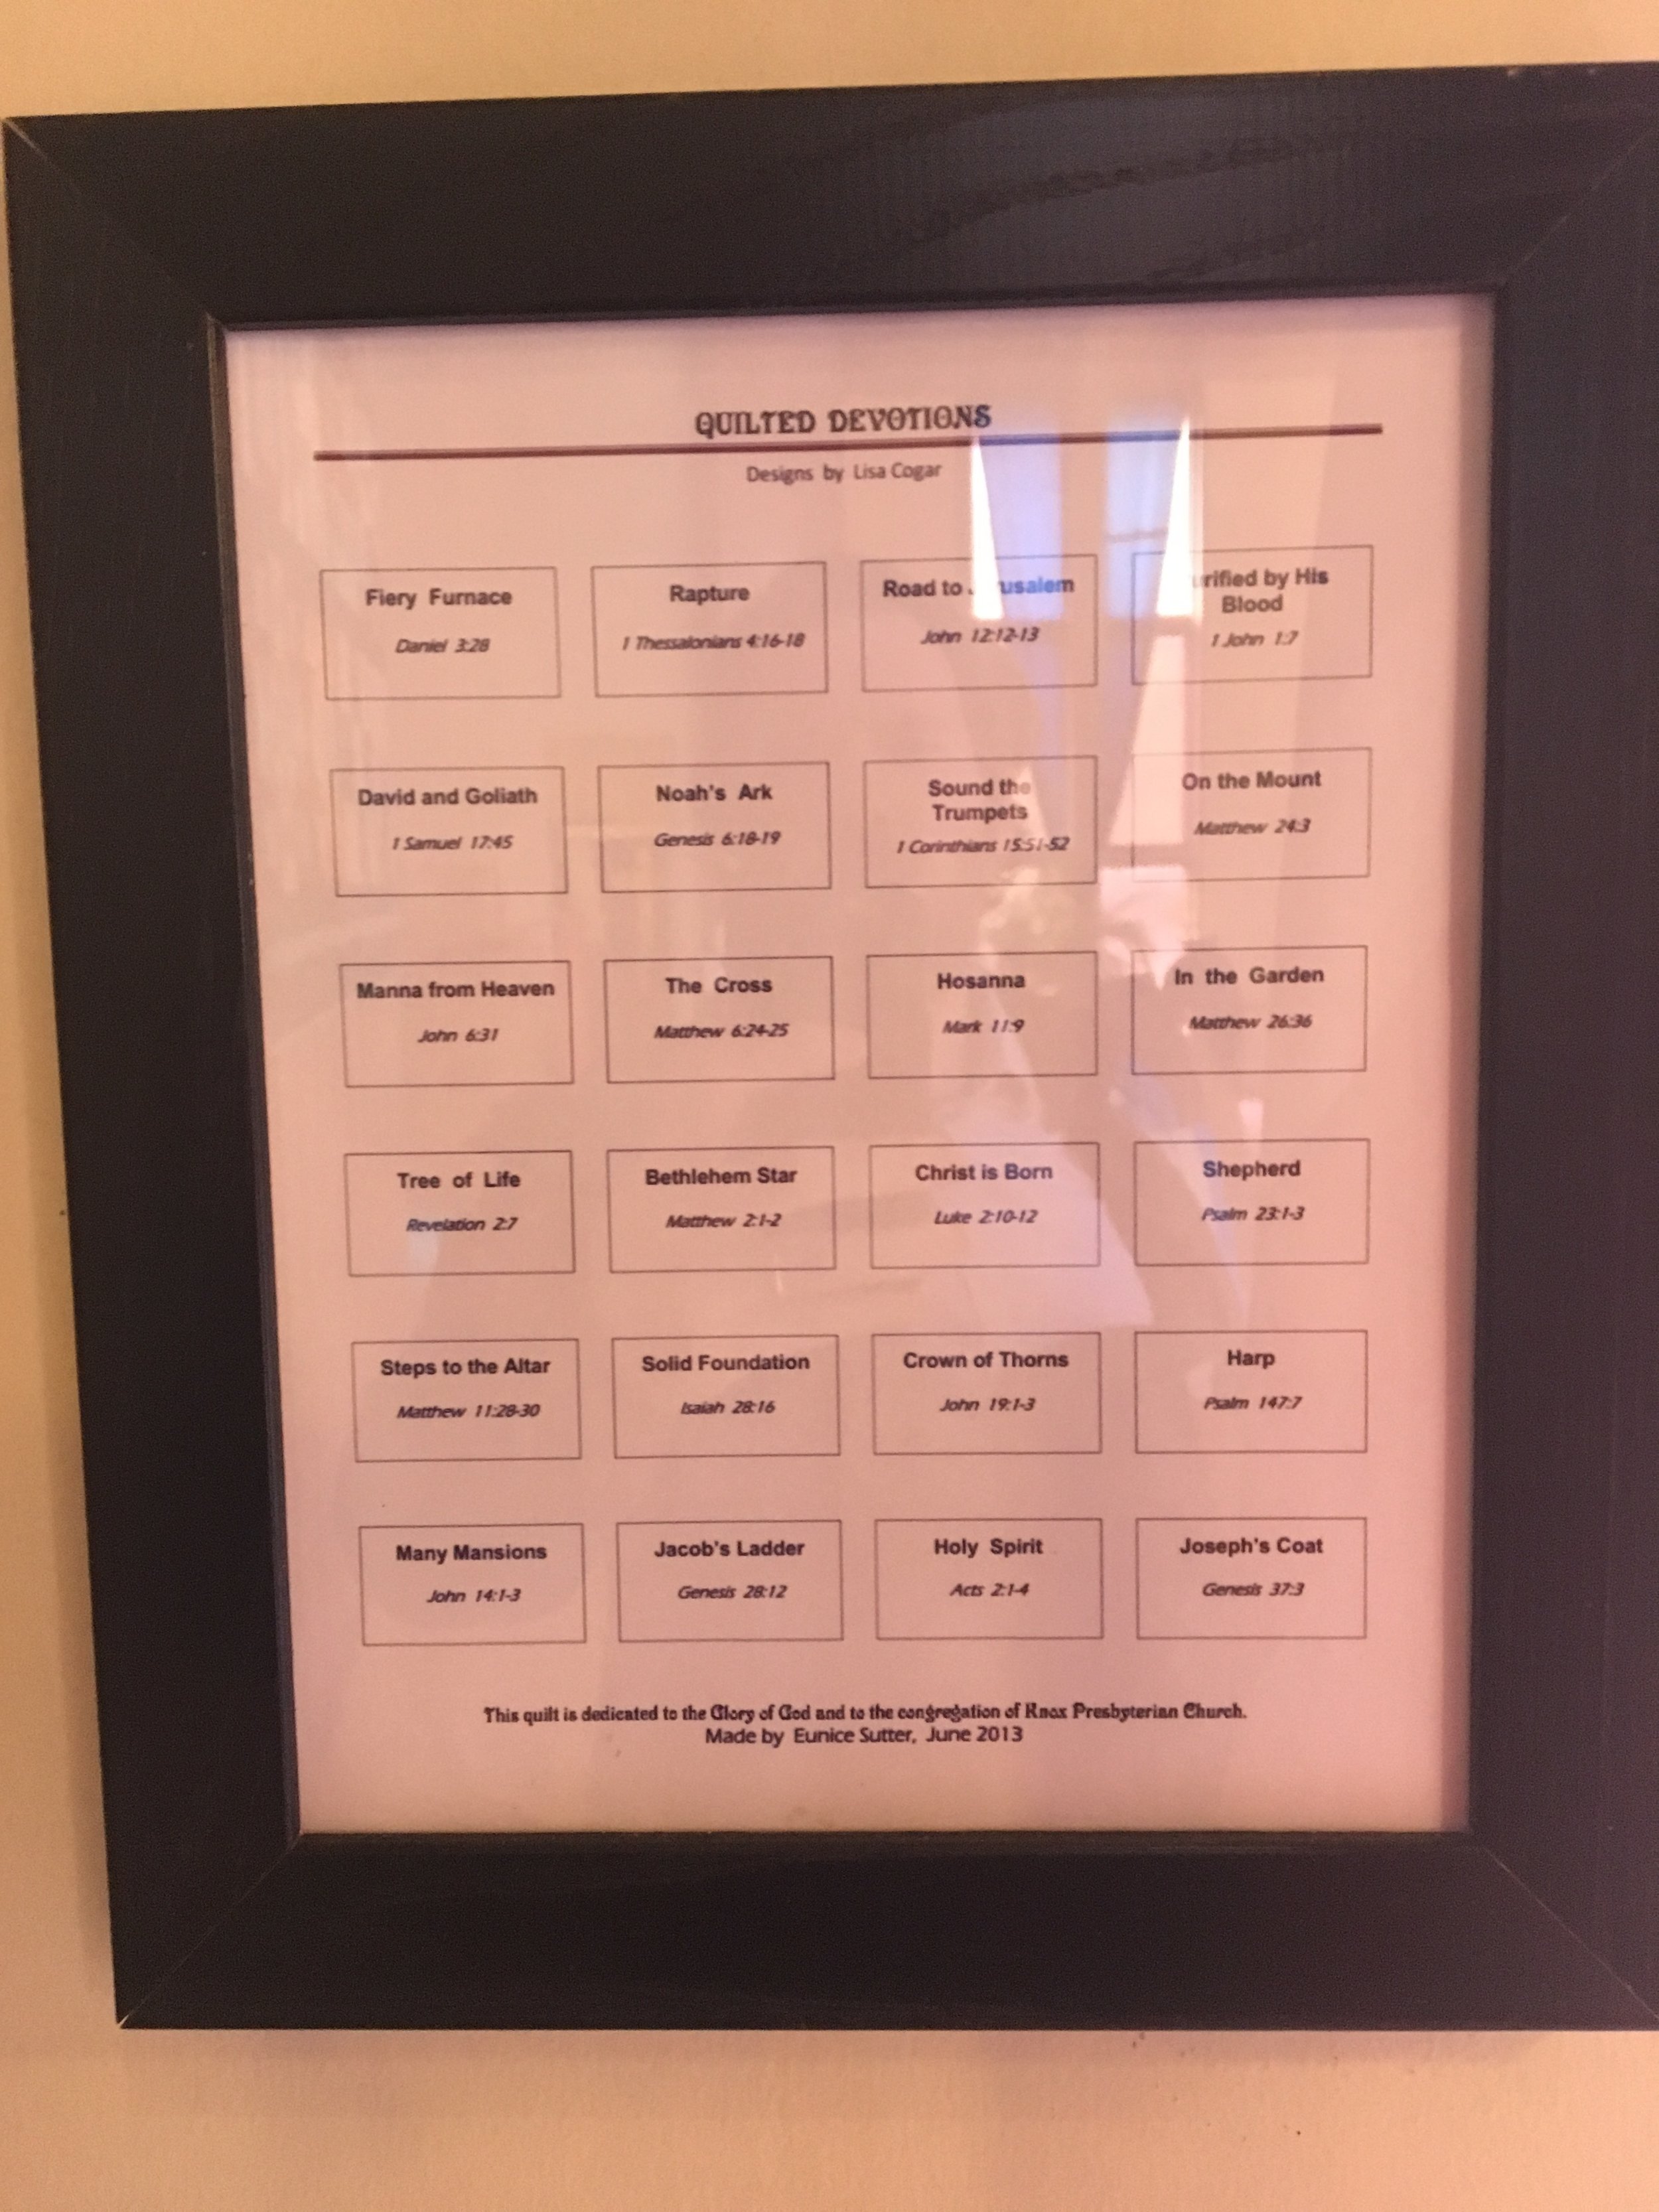 QUILTED DEVOTIONS
Designs by Lisa Cogar
Fiery Furnace
Daniel 3:28
Rapture
1 Thessalonians 4:16-18
Road to
John 12:12-13
by His
Blood
1 John 1:7
David and Goliath
1 Samuel 17:45
Noah's Ark
Genesis 6:18-19
Sound the
Trumpets
1 Corinthians 15:51-52
On the Mount
Matthew 24:3
Manna from Heaven
John 6:31
The Cross
Matthew 6:24-25
Hosanna
Mark 11:9
In the Garden
Matthew 26:36
Tree of Life
Revelation 2:7
Bethlehem Star
Matthew 2:1-2
Christ is Born
Luke 2:10-12
Shepherd
Psalm 23:1-3
Steps to the Altar
Matthew 11:28-30
Solid Foundation
Isaiah 28:16
Crown of Thorns
John 19:1-3
Harp
Psalm 147:7
Many Mansions
John 14:1-3
Jacob's Ladder
Genesis 28:12
Holy Spirit
Acts 2:1-4
Joseph's Coat
Genesis 37:3
This quilt is dedicated to the Glory of God and to the congregation of Knox Presbyterian Church.
Made by Eunice Sutter, June 2013